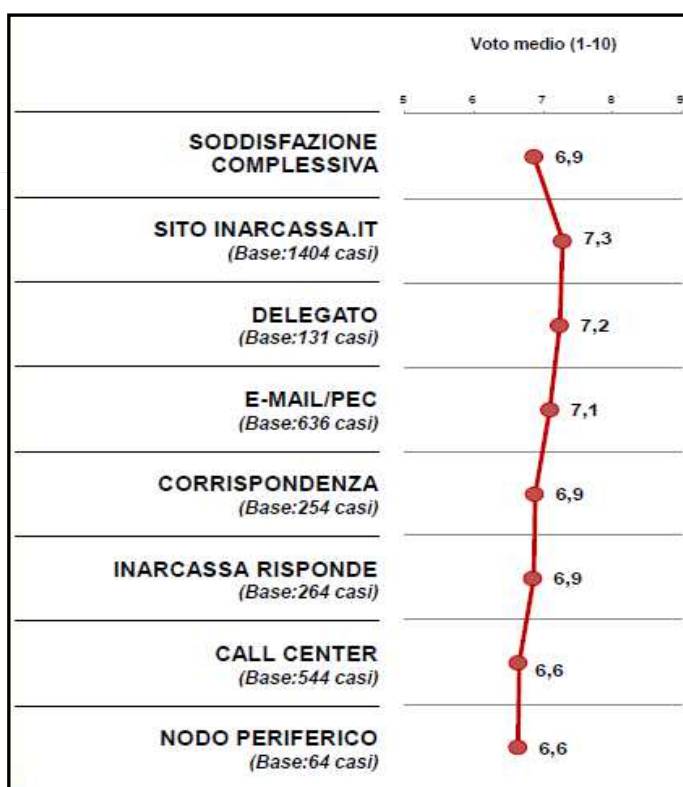 Voto medio (1-10)
5 6 7 8 9
SODDISFAZIONE
COMPLESSIVA
6,9
SITO INARCASSA.IT
(Base:1404 casi)
7,3
DELEGATO
(Base:131 casi)
7,2
E-MAIL/PEC
(Base:636 casi)
7,1
CORRISPONDENZA
(Base:254 casi)
6,9
INARCASSA RISPONDE
(Base:264 casi)
6,9
CALL CENTER
(Base:544 casi)
6,6
NODO PERIFERICO
(Base:64 casi)
6,6